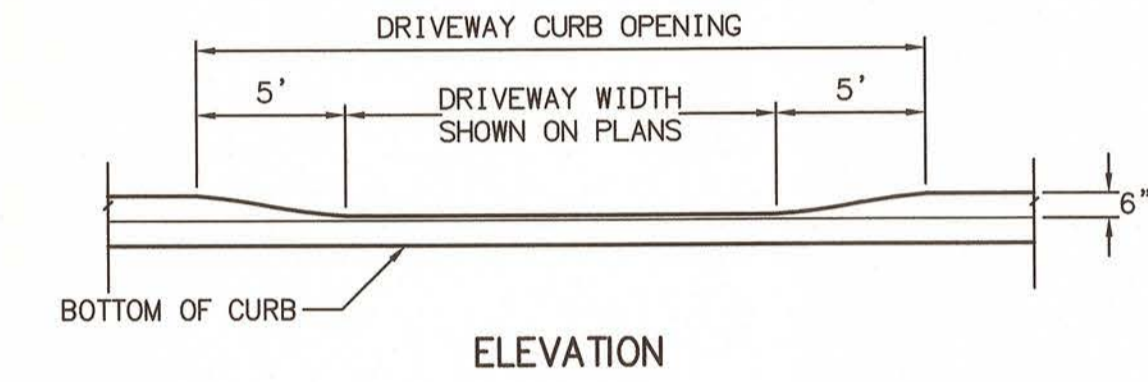 DRIVEWAY CURB OPENING
5'
DRIVEWAY WIDTH
SHOWN ON PLANS
5'
6"
BOTTOM OF CURB
ELEVATION